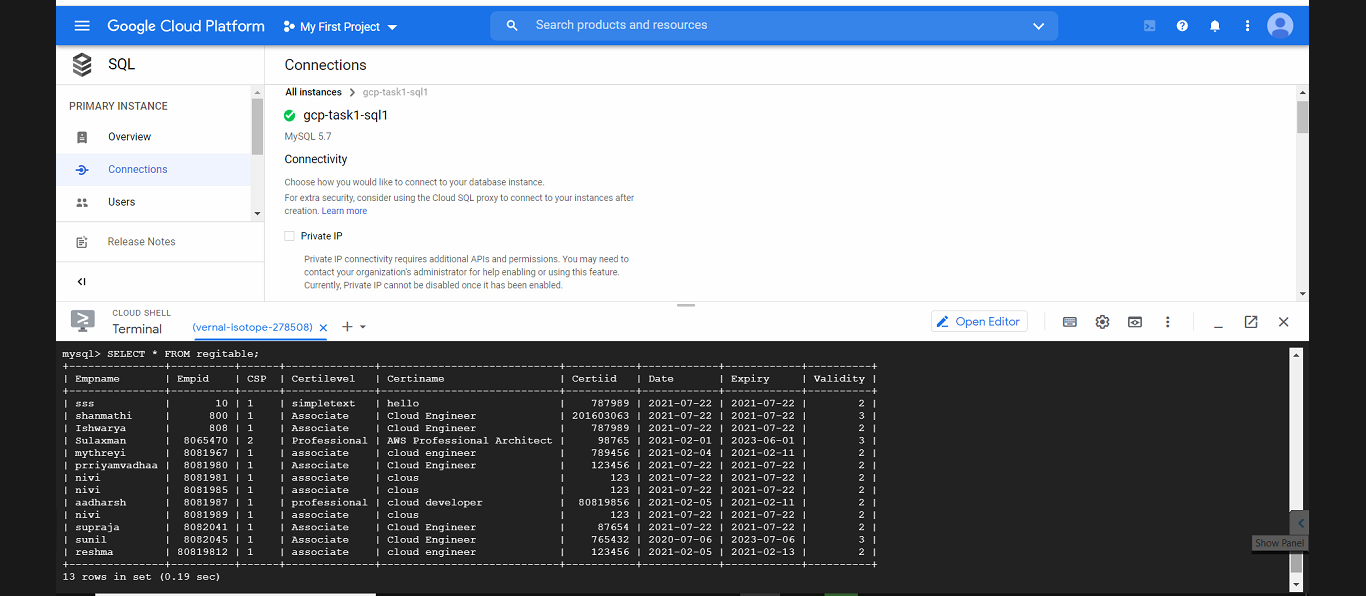 Google Cloud Platform My First Project Search products and resources
SQL
Connections
PRIMARY INSTANCE
Overview
Connections
Users
Release Notes
All instances gcp-task1-sql1
gcp-task1-sql1
MySQL 5.7
Connectivity
Choose how you would like to connect to your database instance.
For extra security, consider using the Cloud SQL proxy to connect to your instances after
creation. Learn more
Private IP
Private IP connectivity requires additional APIs and permissions. You may need to
contact your organization's administrator for help enabling or using this feature.
Currently, Private IP cannot be disabled once it has been enabled.
CLOUD SHELL
Terminal (vernal-isotope-278508) Open Editor
mysql> SELECT * FROM regitable;
+------------+----------+-----+--------------+----------------------------+-----------+------------+------------+----------+
| Empname | Empid | CSP | Certilevel | Certiname | Certiid | Date | Expiry | Validity |
+------------+----------+-----+--------------+----------------------------+-----------+------------+------------+----------+
| sss | 10 | 1 | simpletext | hello | 787989 | 2021-07-22 | 2021-07-22 | 2 |
| shanmathi | 800 | 1 | Associate | Cloud Engineer | 201603063 | 2021-07-22 | 2021-07-22 | 3 |
| Ishwarya | 808 | 1 | Associate | Cloud Engineer | 787989 | 2021-07-22 | 2021-07-22 | 2 |
| Sulaxman | 8065470 | 2 | Professional | AWS Professional Architect | 98765 | 2021-02-01 | 2023-06-01 | 3 |
| mythreyi | 8081967 | 1 | associate | cloud engineer | 789456 | 2021-02-04 | 2021-02-11 | 2 |
| prriyamvadhaa | 8081980 | 1 | Associate | Cloud Engineer | 123456 | 2021-07-22 | 2021-07-22 | 2 |
| nivi | 8081981 | 1 | associate | clous | 123 | 2021-07-22 | 2021-07-22 | 2 |
| nivi | 8081985 | 1 | associate | clous | 123 | 2021-07-22 | 2021-07-22 | 2 |
| aadharsh | 8081987 | 1 | professional | cloud developer | 80819856 | 2021-02-05 | 2021-02-11 | 2 |
| nivi | 8081989 | 1 | associate | clous | 123 | 2021-07-22 | 2021-07-22 | 2 |
| supraja | 8082041 | 1 | Associate | Cloud Engineer | 87654 | 2021-07-22 | 2021-07-22 | 2 |
| sunil | 8082045 | 1 | Associate | Cloud Engineer | 765432 | 2020-07-06 | 2023-07-06 | 3 |
| reshma | 80819812 | 1 | associate | cloud engineer | 123456 | 2021-02-05 | 2021-02-13 | 2 |
+------------+----------+-----+--------------+----------------------------+-----------+------------+------------+----------+
13 rows in set (0.19 sec)
Show Panel